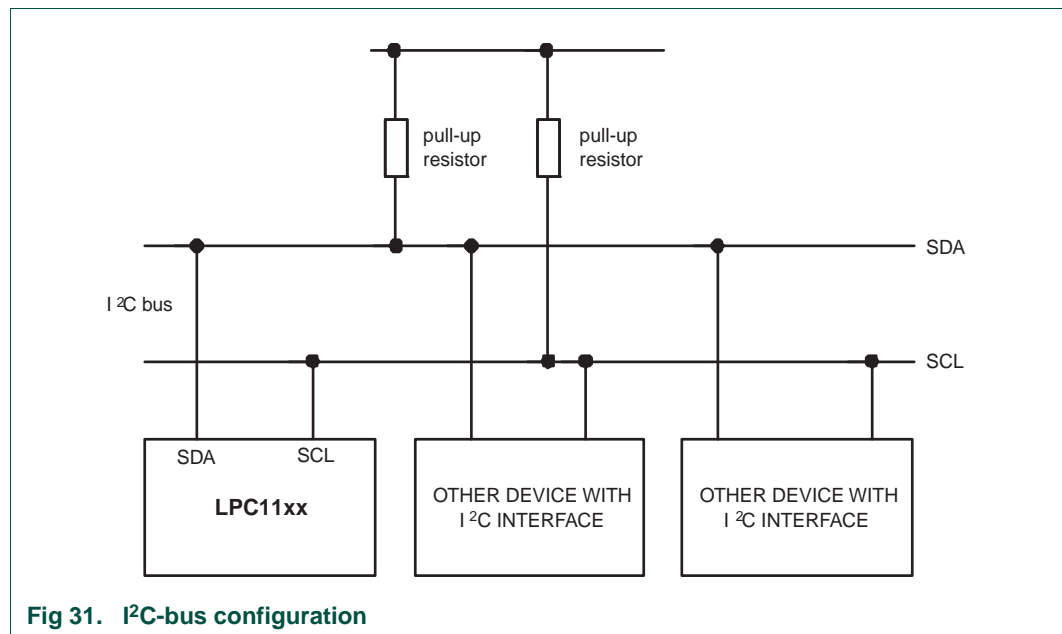 pull-up
resistor
pull-up
resistor
SDA
I ²C bus
SCL
SDA
SCL
LPC11xx
OTHER DEVICE WITH
I ²C INTERFACE
OTHER DEVICE WITH
I ²C INTERFACE
Fig 31. I²C-bus configuration